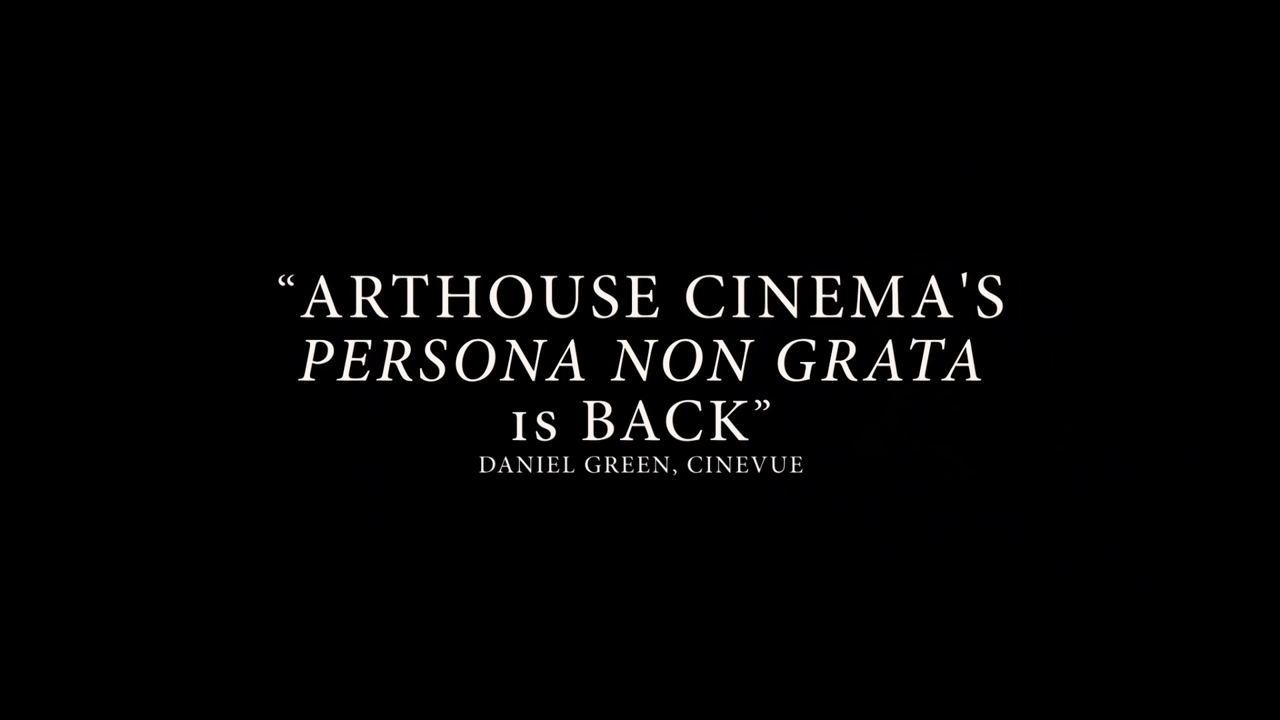 “ARTHOUSE CINEMA'S
PERSONA NON GRATA
is BACK”
DANIEL GREEN, CINEVUE